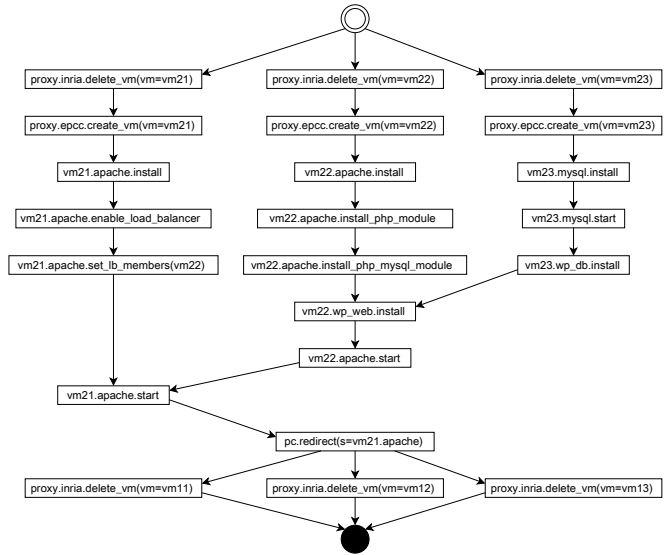 proxy.inria.delete_vm(vm=vm21)
proxy.inria.delete_vm(vm=vm22)
proxy.inria.delete_vm(vm=vm23)
proxy.epcc.create_vm(vm=vm21)
proxy.epcc.create_vm(vm=vm22)
proxy.epcc.create_vm(vm=vm23)
vm21.apache.install
vm22.apache.install
vm23.mysql.install
vm21.apache.enable_load_balancer
vm22.apache.install_php_module
vm23.mysql.start
vm21.apache.set_lb_members(vm22)
vm22.apache.install_php_mysql_module
vm23.wp_db.install
vm22.wp_web.install
vm22.apache.start
vm21.apache.start
pc.redirect(s=vm21.apache)
proxy.inria.delete_vm(vm=vm11)
proxy.inria.delete_vm(vm=vm12)
proxy.inria.delete_vm(vm=vm13)